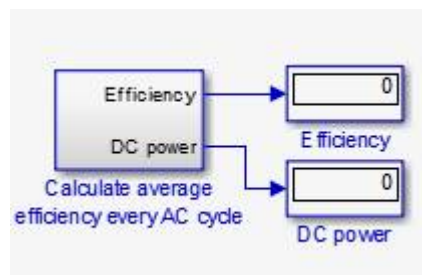 Efficiency
0
Efficiency
DC power
0
Calculate average
efficiency every AC cycle
DC power